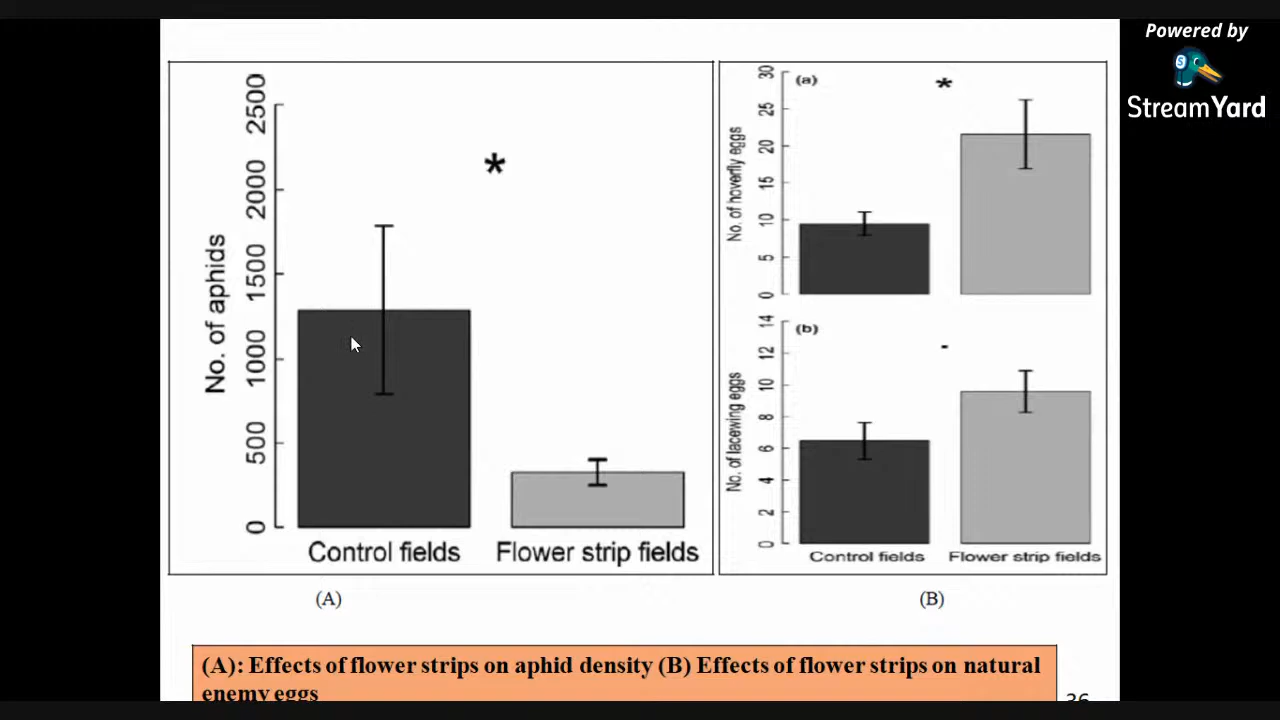 Powered by
StreamYard
No. of aphids
2500
2000
1500
1000
500
0
*
Control fields
Flower strip fields
(A)
(a)
*
No. of hoverfly eggs
30
25
20
15
10
5
0
(b)
-
No. of lacewing eggs
14
12
10
8
6
4
2
0
Control fields
Flower strip fields
(B)
(A): Effects of flower strips on aphid density (B) Effects of flower strips on natural
enemy eggs
36